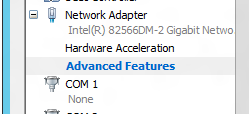 Network Adapter
Intel(R) 82566DM-2 Gigabit Netwo
Hardware Acceleration
Advanced Features
COM 1
None